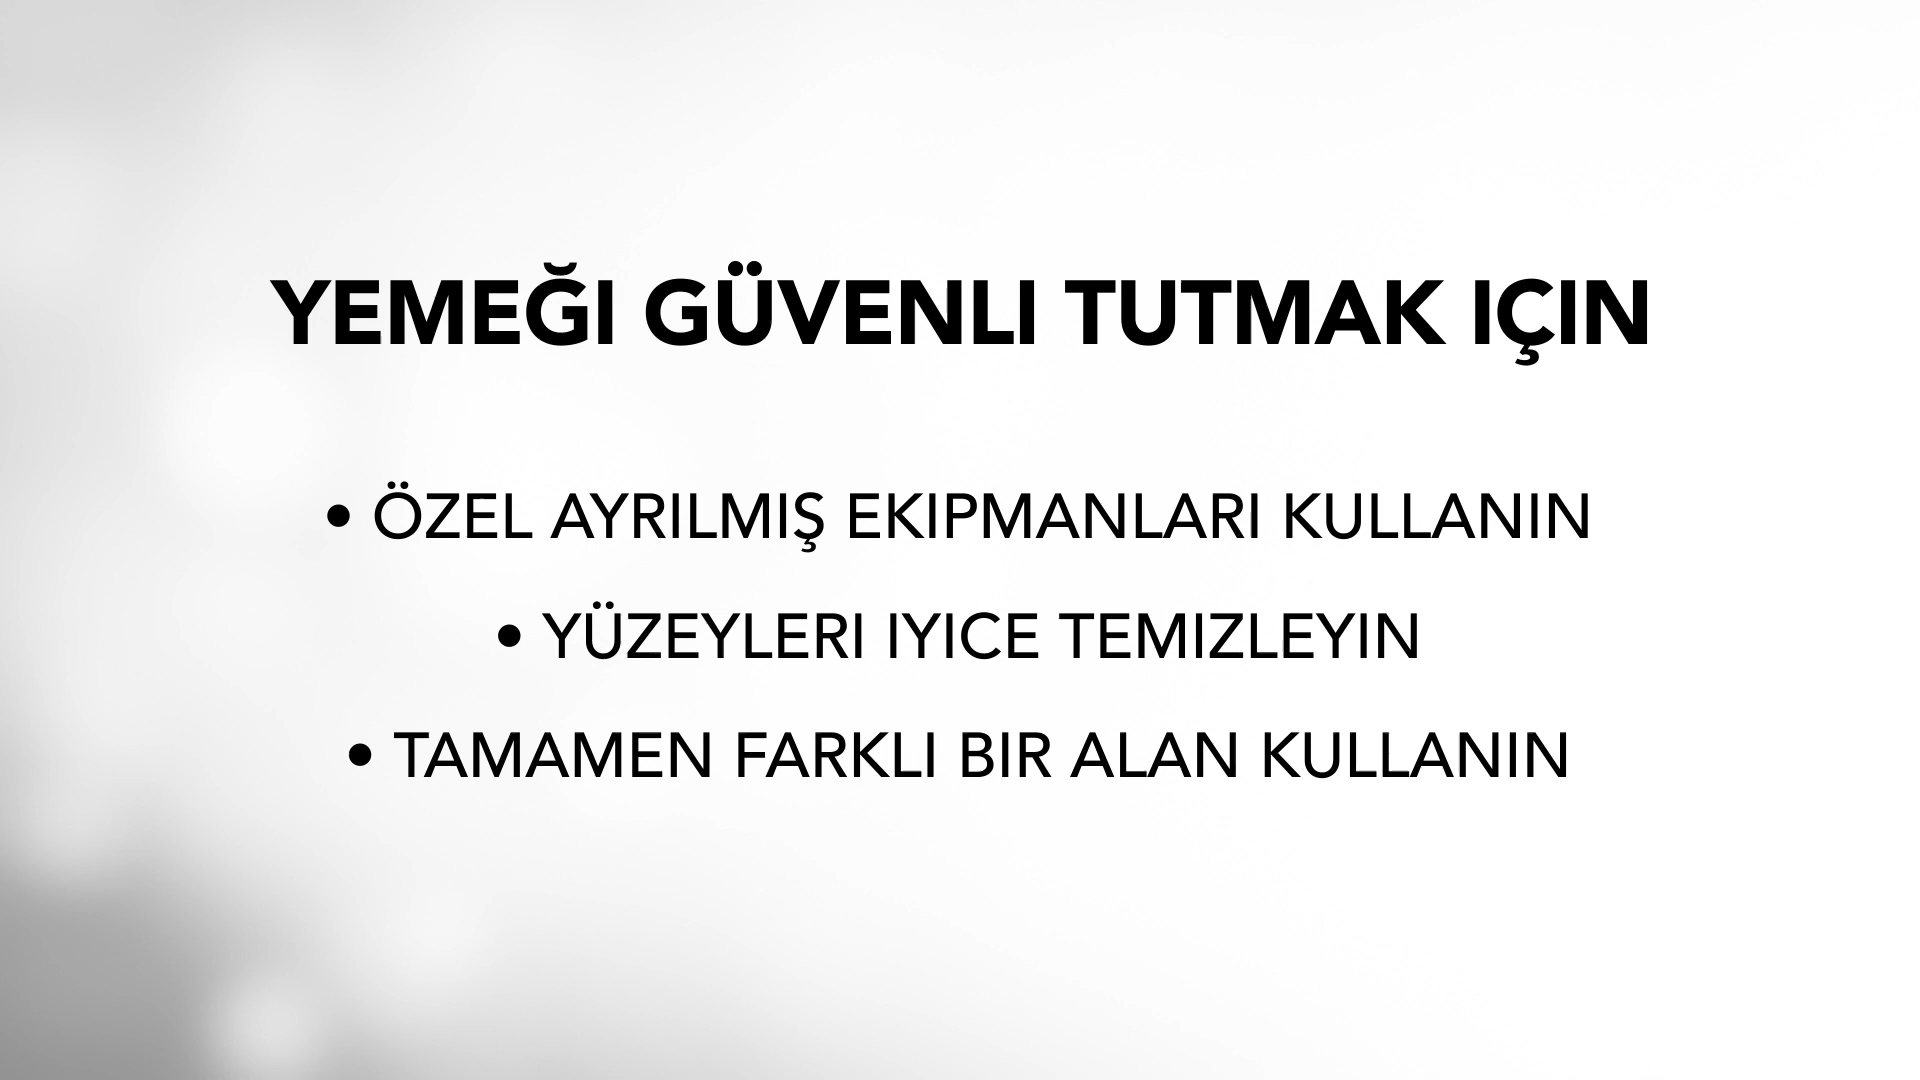 YEMEĞI GÜVENLI TUTMAK IÇIN
• ÖZEL AYRILMIŞ EKIPMANLARI KULLANIN
• YÜZEYLERI IYICE TEMIZLEYIN
• TAMAMEN FARKLI BIR ALAN KULLANIN